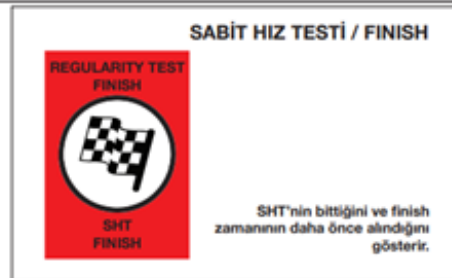 SABİT HIZ TESTİ / FINISH
REGULARITY TEST
FINISH
SHT
FINISH
SHT'nin bittiğini ve finish
zamanının daha önce alındığını
gösterir.